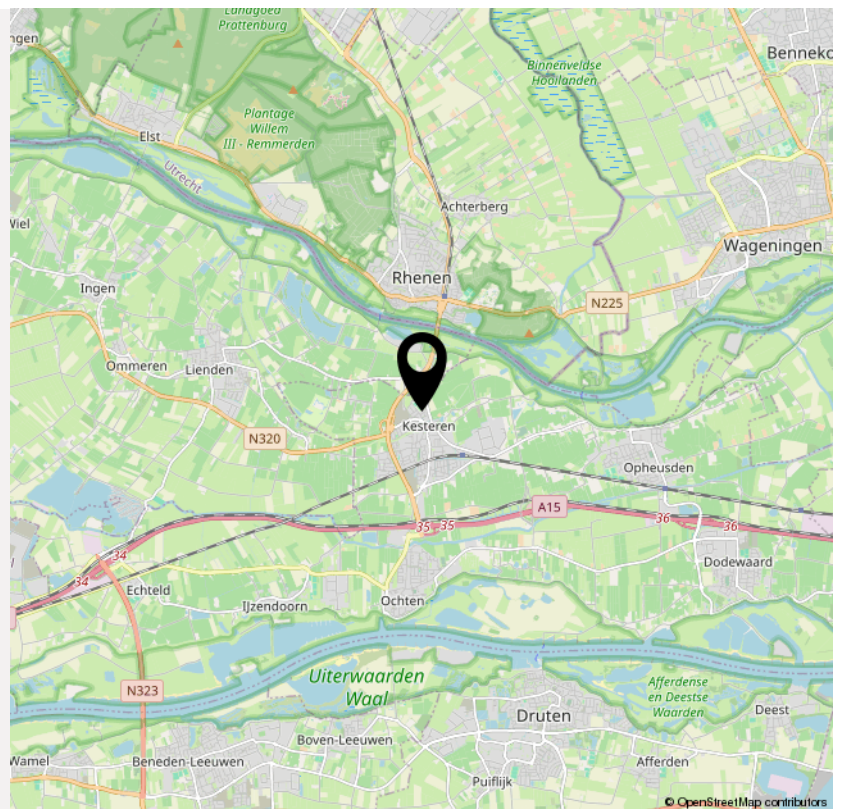 Landgoed
Prattenburg
ngen
Benneko
Binnenveldse
Hooilanden
Plantage
Willem
III - Remmerden
Elst
Utrecht
Achterberg
Wiel
Wageningen
Rhenen
Ingen
N225
Ommeren
Lienden
Kesteren
N320
Opheusden
A15
35
35
36
36
34
34
Dodewaard
Echteld
IJzendoorn
Ochten
Uiterwaarden
Waal
Afferdense
en Deestse
Waarden
N323
Druten
Deest
Boven-Leeuwen
Wamel
Beneden-Leeuwen
Afferden
Puiflijk
© OpenStreetMap contributors